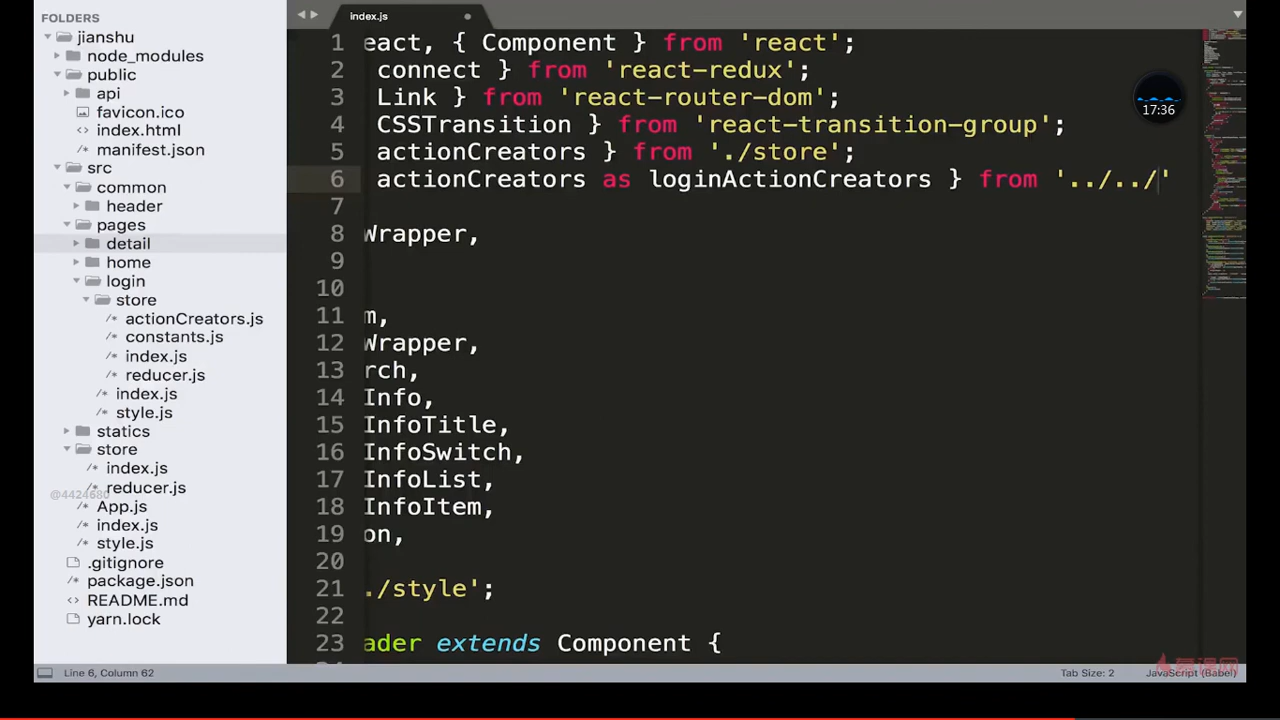 FOLDERS
jianshu
node_modules
public
api
favicon.ico
index.html
manifest.json
src
common
header
pages
detail
home
login
store
actionCreators.js
constants.js
index.js
reducer.js
index.js
style.js
statics
store
index.js
reducer.js
@4424680
App.js
index.js
style.js
.gitignore
package.json
README.md
yarn.lock
index.js
1 eact, { Component } from 'react';
2 connect } from 'react-redux';
3 Link } from 'react-router-dom';
4 CSSTransition } from 'react-transition-group';
5 actionCreators } from './store';
6 actionCreators as loginActionCreators } from '../../'
7
8 Wrapper,
9
10
11 m,
12 Wrapper,
13 rch,
14 Info,
15 InfoTitle,
16 InfoSwitch,
17 InfoList,
18 InfoItem,
19 on,
20
21 ./style';
22
23 ader extends Component {
17:36
Line 6, Column 62
Tab Size: 2
JavaScript (Babel)
慕课网